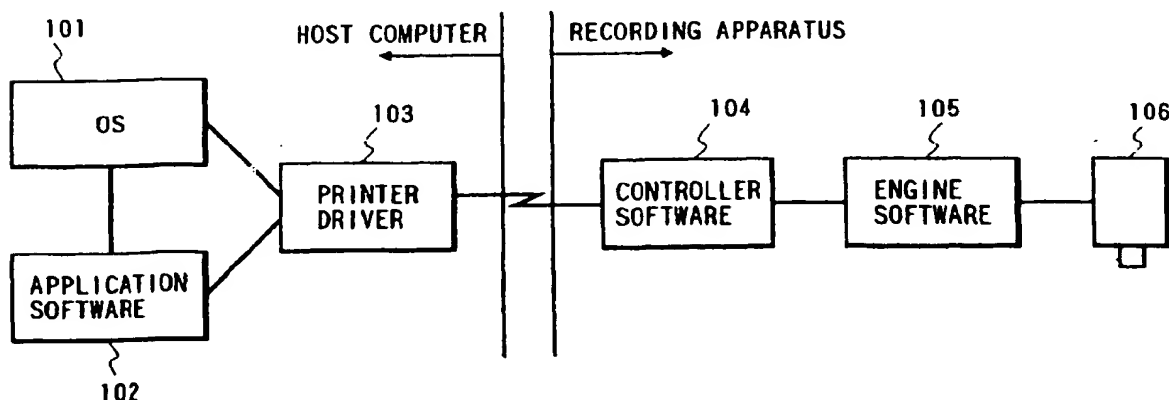 101
HOST COMPUTER
RECORDING APPARATUS
OS
103
104
105
106
PRINTER
DRIVER
CONTROLLER
SOFTWARE
ENGINE
SOFTWARE
APPLICATION
SOFTWARE
102